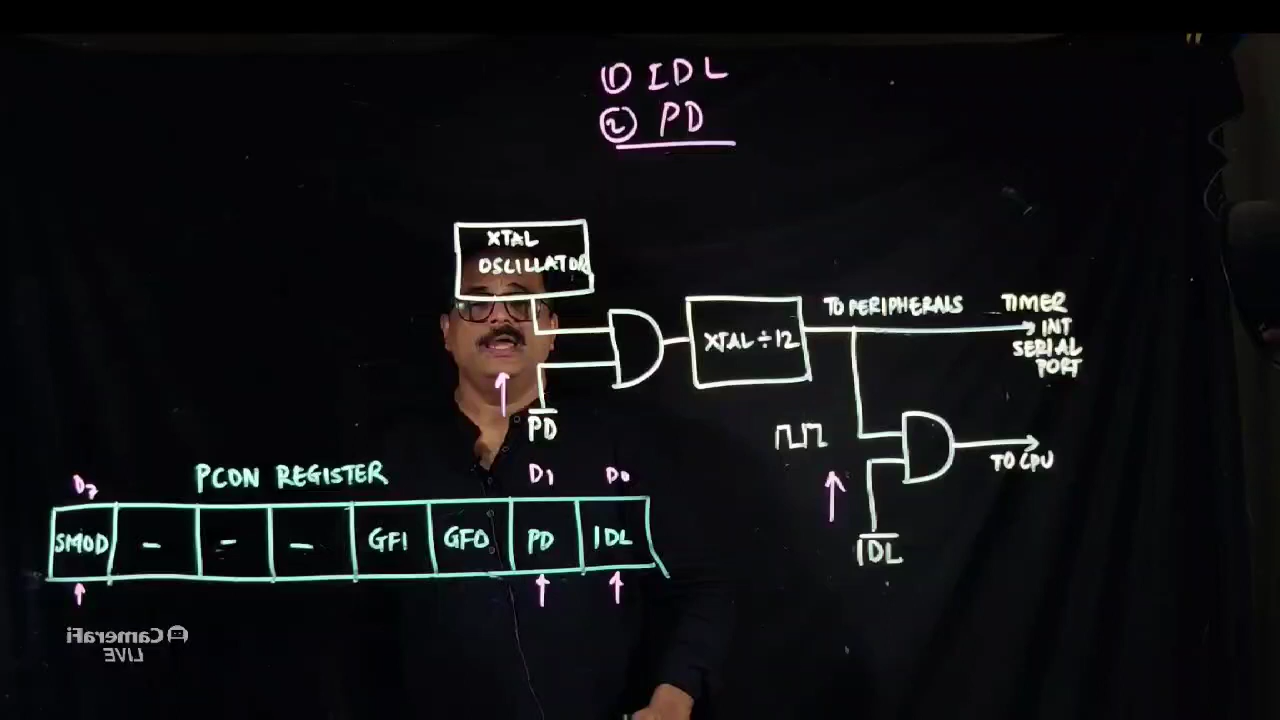 ① IDL
② PD
XTAL
OSCILLATOR
TO PERIPHERALS
TIMER
INT
SERIAL
PORT
XTAL÷12
PD
TO CPU
IDL
PCON REGISTER
D7
D1
D0
SMOD – – – GF1 GF0 PD IDL
CameraFi
LIVE